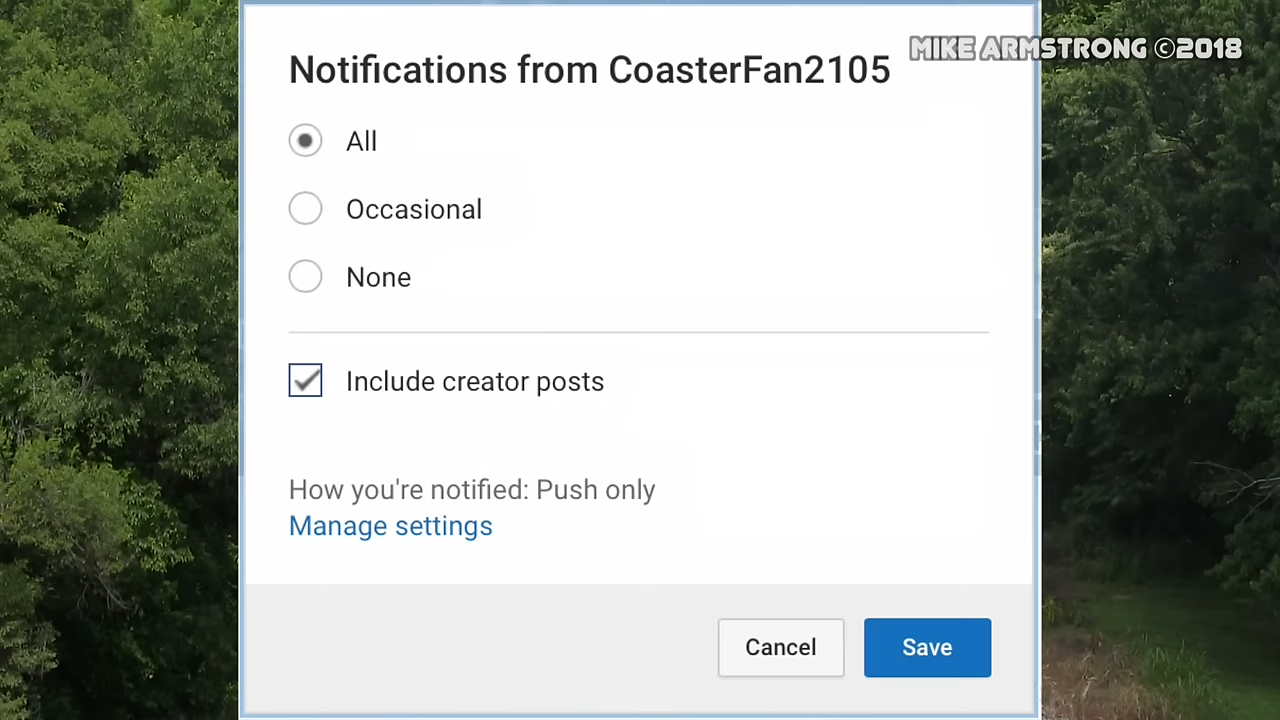 Notifications from CoasterFan2105
MIKE ARMSTRONG ©2018
All
Occasional
None
Include creator posts
How you're notified: Push only
Manage settings
Cancel
Save